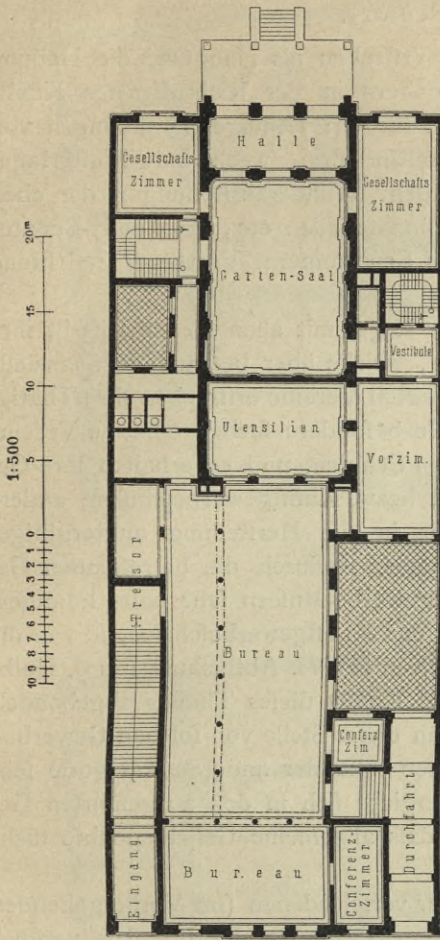 Halle
Gesellschafts
Zimmer
Gesellschafts
Zimmer
Garten-Saal
Vestibule
Utensilien
Vorzim.
Tresor
Bureau
Conferz
Zim
Durchfahrt
Eingang
Bureau
Conferenz-
Zimmer
1:500
20m
15
10
5
0
1
2
3
4
5
6
7
8
9
10